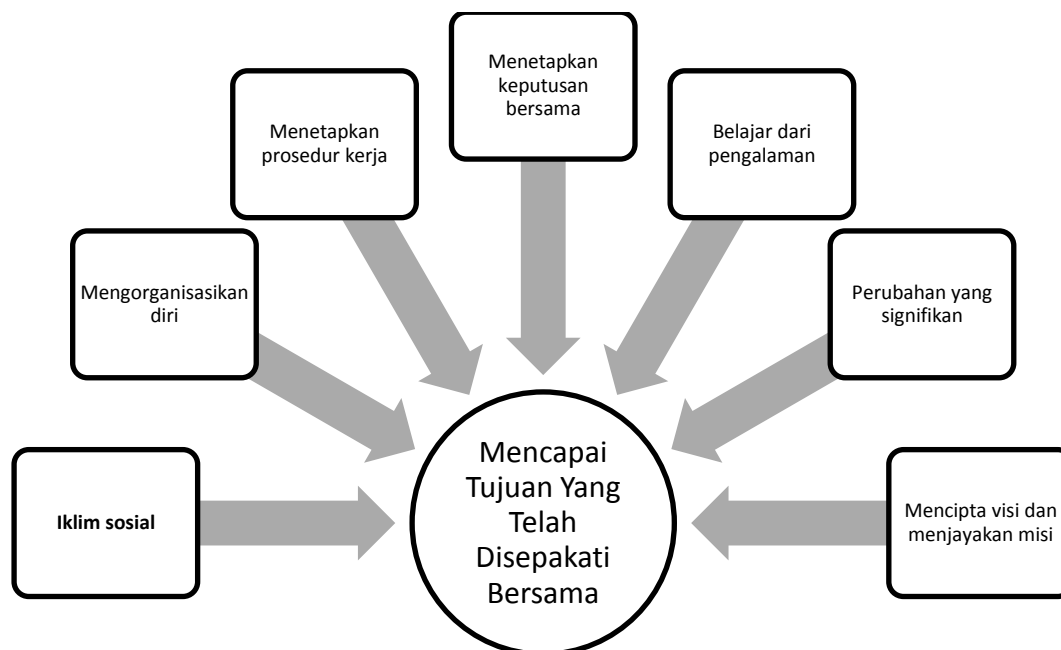 Menetapkan
keputusan
bersama
Menetapkan
prosedur kerja
Belajar dari
pengalaman
Mengorganisasikan
diri
Perubahan yang
signifikan
Iklim sosial
Mencapai
Tujuan Yang
Telah
Disepakati
Bersama
Mencipta visi dan
menjayakan misi